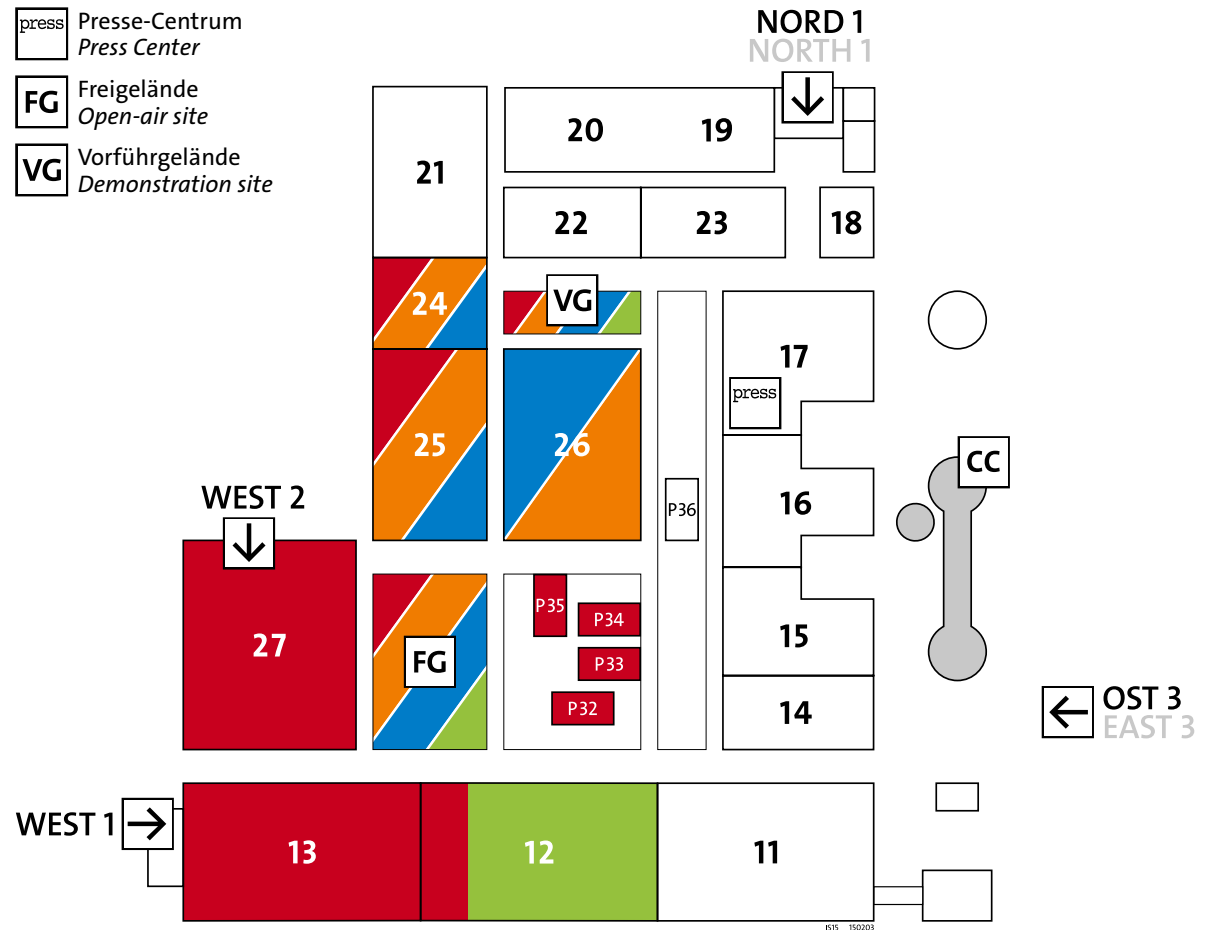 press
Presse-Centrum
Press Center
FG
Freigelände
Open-air site
VG
Vorführgelände
Demonstration site
NORD 1
NORTH 1
20
19
21
22
23
18
24
VG
17
press
25
26
CC
16
P36
WEST 2
P35
P34
15
27
FG
P33
P32
14
OST 3
EAST 3
WEST 1
13
12
11
IS15 150203